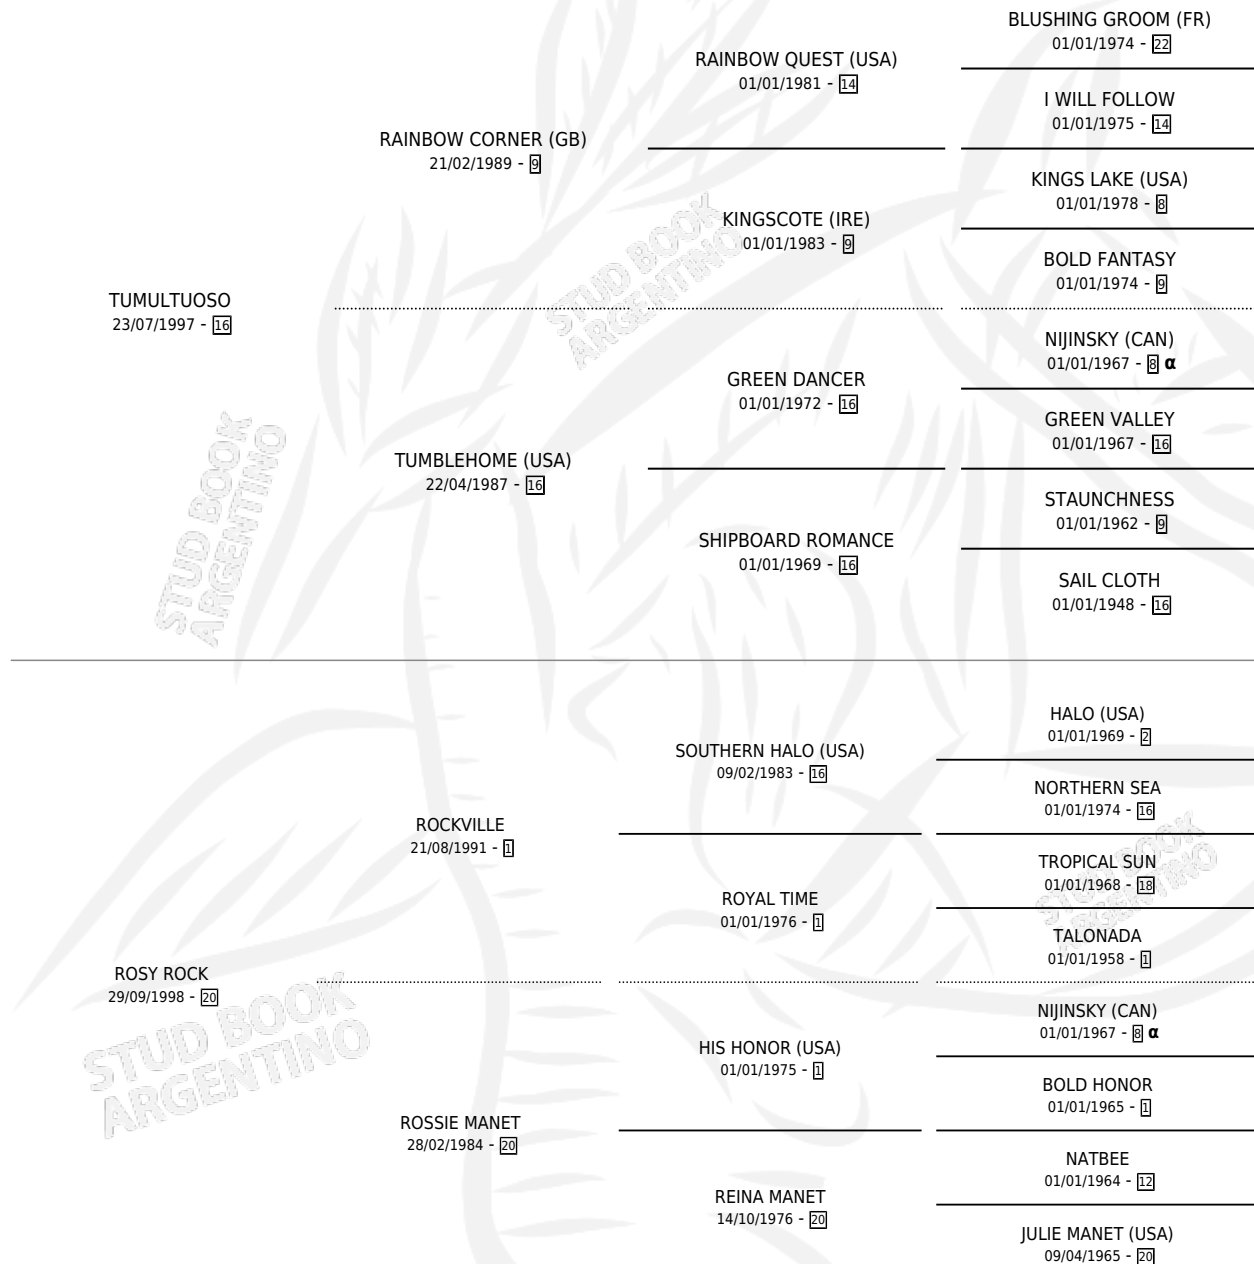 BLUSHING GROOM (FR)
01/01/1974 - 22
RAINBOW QUEST (USA)
01/01/1981 - 14
I WILL FOLLOW
01/01/1975 - 14
RAINBOW CORNER (GB)
21/02/1989 - 9
KINGS LAKE (USA)
01/01/1978 - 8
KINGSCOTE (IRE)
01/01/1983 - 9
BOLD FANTASY
01/01/1974 - 9
TUMULTUOSO
23/07/1997 - 16
NIJINSKY (CAN)
01/01/1967 - 8 α
GREEN DANCER
01/01/1972 - 16
GREEN VALLEY
01/01/1967 - 16
TUMBLEHOME (USA)
22/04/1987 - 16
STAUNCHNESS
01/01/1962 - 9
SHIPBOARD ROMANCE
01/01/1969 - 16
SAIL CLOTH
01/01/1948 - 16
HALO (USA)
01/01/1969 - 2
SOUTHERN HALO (USA)
09/02/1983 - 16
NORTHERN SEA
01/01/1974 - 16
ROCKVILLE
21/08/1991 - 1
TROPICAL SUN
01/01/1968 - 18
ROYAL TIME
01/01/1976 - 1
TALONADA
01/01/1958 - 1
ROSY ROCK
29/09/1998 - 20
NIJINSKY (CAN)
01/01/1967 - 8 α
HIS HONOR (USA)
01/01/1975 - 1
BOLD HONOR
01/01/1965 - 1
ROSSIE MANET
28/02/1984 - 20
NATBEE
01/01/1964 - 12
REINA MANET
14/10/1976 - 20
JULIE MANET (USA)
09/04/1965 - 20
STUD BOOK
ARGENTINO
STUD BOOK
ARGENTINO
STUD BOOK
ARGENTINO
STUD BOOK
ARGENTINO